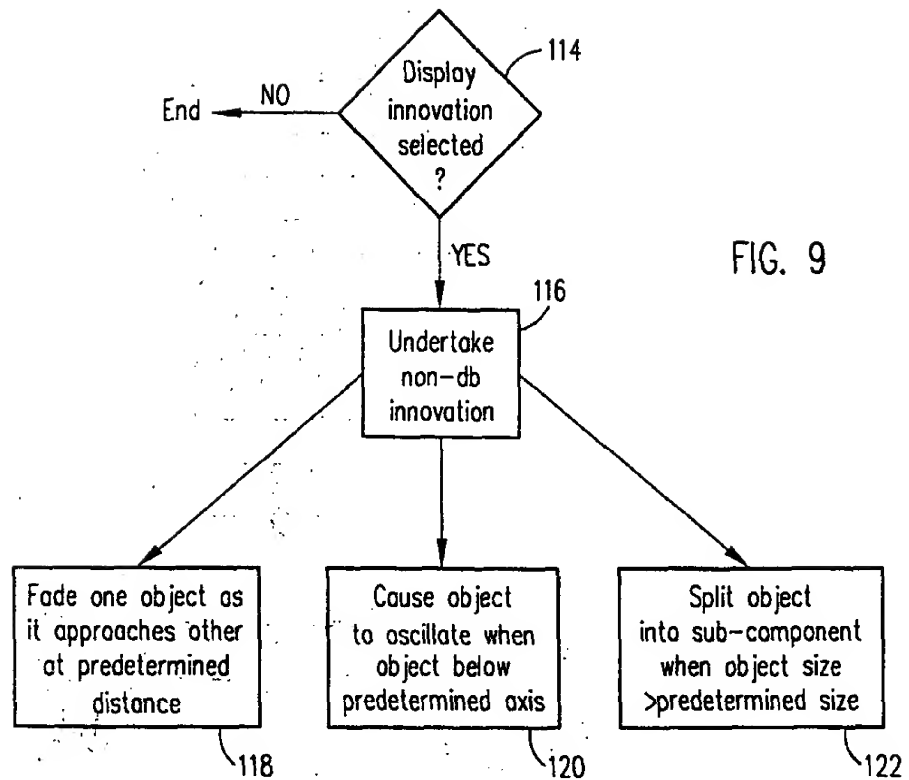 114
Display
innovation
selected
?
NO
End
YES
FIG. 9
116
Undertake
non-db
innovation
Fade one object as
it approaches other
at predetermined
distance
118
Cause object
to oscillate when
object below
predetermined axis
120
Split object
into sub-component
when object size
>predetermined size
122